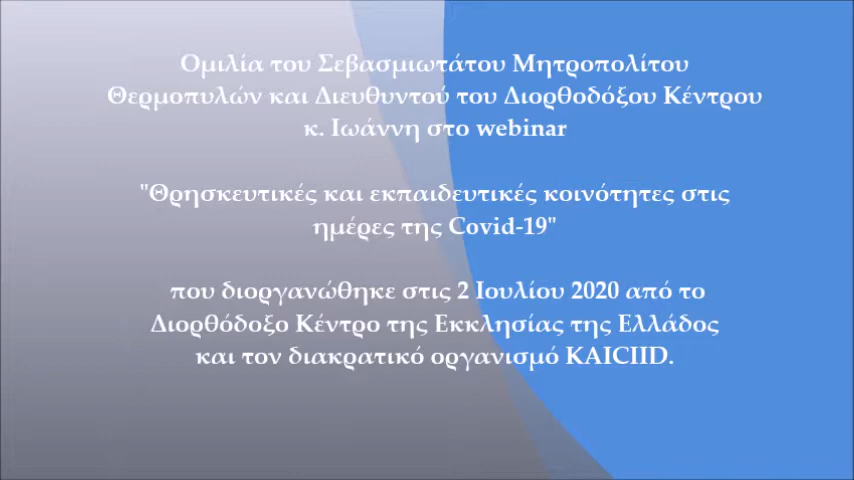 Ομιλία του Σεβασμιωτάτου Μητροπολίτου
Θερμοπυλών και Διευθυντού του Διορθοδόξου Κέντρου
κ. Ιωάννη στο webinar
"Θρησκευτικές και εκπαιδευτικές κοινότητες στις
ημέρες της Covid-19"
που διοργανώθηκε στις 2 Ιουλίου 2020 από το
Διορθόδοξο Κέντρο της Εκκλησίας της Ελλάδος
και τον διακρατικό οργανισμό KAICIID.